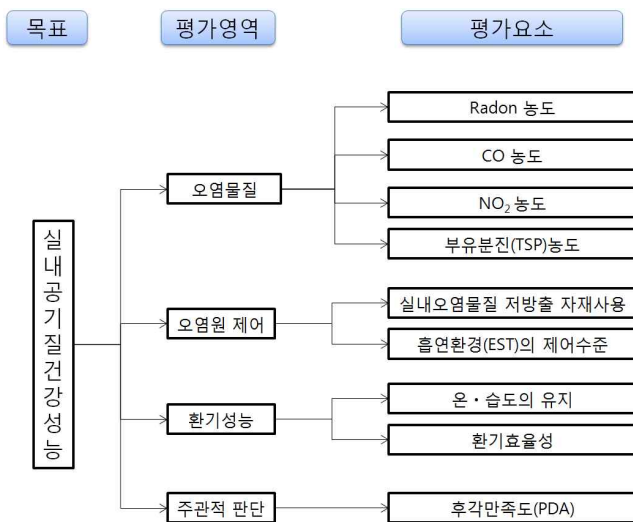 목표
평가영역
평가요소
실내공기질건강성능
오염물질
Radon 농도
CO 농도
NO₂ 농도
부유분진(TSP)농도
오염원 제어
실내오염물질 저방출 자재사용
흡연환경(EST)의 제어수준
환기성능
온·습도의 유지
환기효율성
주관적 판단
후각만족도(PDA)